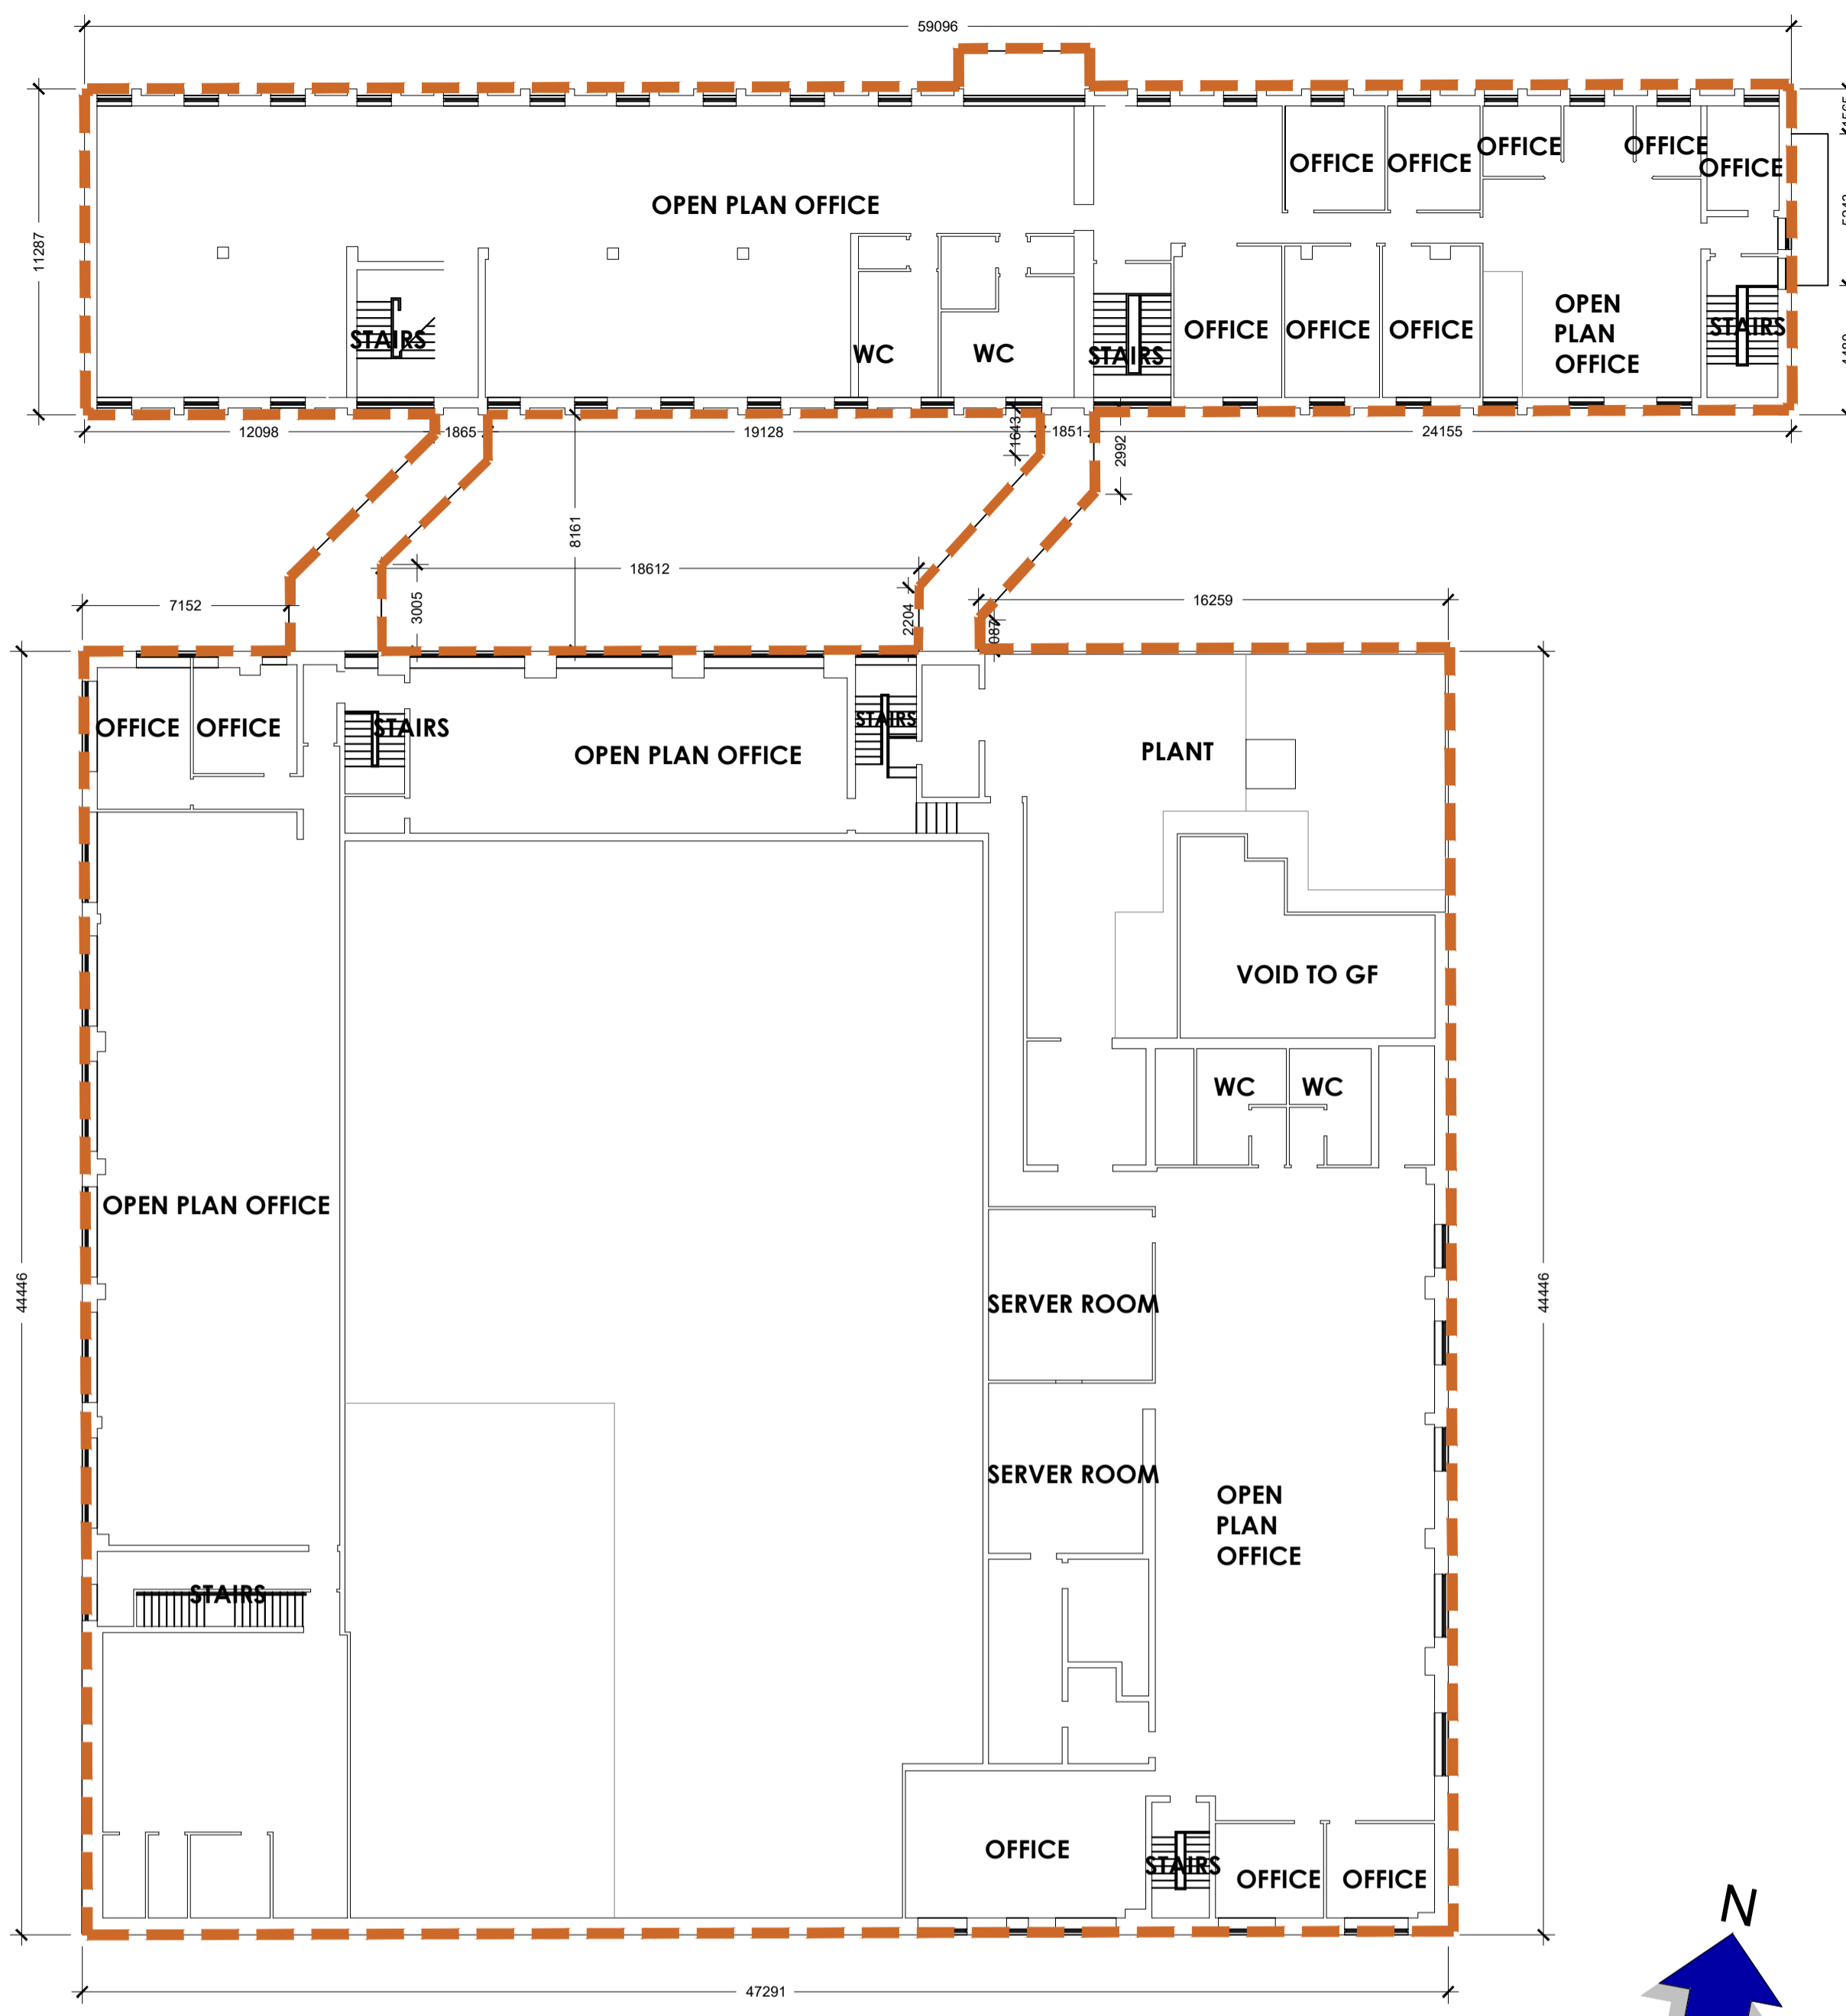 59096
11287
OFFICE
OFFICE
OFFICE
OFFICE
OFFICE
OPEN PLAN OFFICE
OPEN
PLAN
OFFICE
STAIRS
WC
WC
STAIRS
OFFICE
OFFICE
OFFICE
STAIRS
12098
1865
19128
1643
1851
2992
24155
8161
18612
7152
3005
2204
16259
OFFICE
OFFICE
STAIRS
STAIRS
OPEN PLAN OFFICE
PLANT
VOID TO GF
WC
WC
OPEN PLAN OFFICE
44446
44446
SERVER ROOM
SERVER ROOM
OPEN
PLAN
OFFICE
STAIRS
OFFICE
STAIRS
OFFICE
OFFICE
N
47291